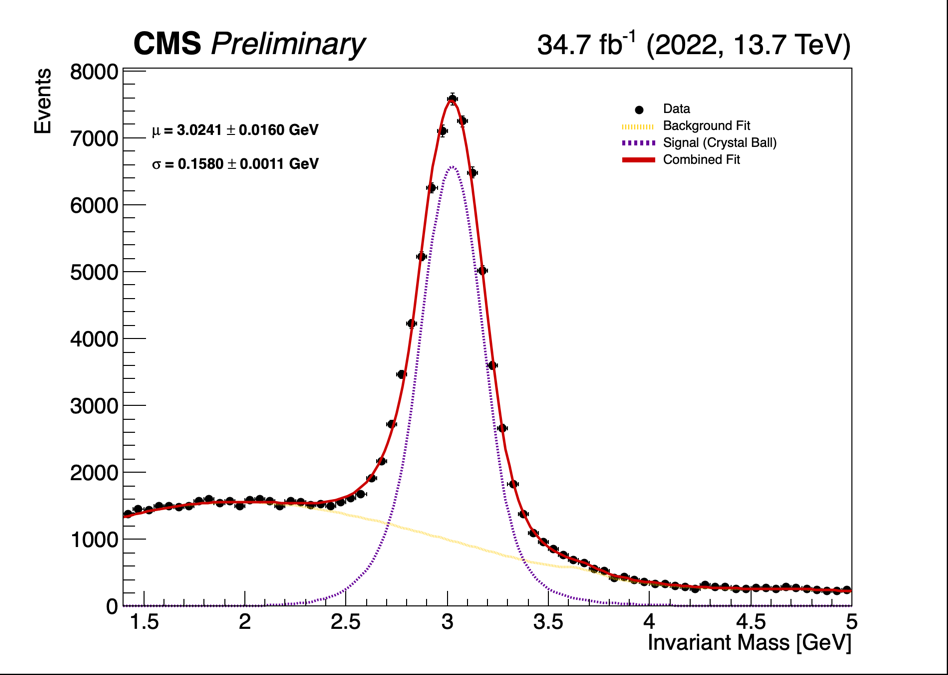 CMS Preliminary
34.7 fb⁻¹ (2022, 13.7 TeV)
Events
8000
7000
6000
5000
4000
3000
2000
1000
0
μ = 3.0241 ± 0.0160 GeV
σ = 0.1580 ± 0.0011 GeV
Data
Background Fit
Signal (Crystal Ball)
Combined Fit
1.5 2 2.5 3 3.5 4 4.5 5
Invariant Mass [GeV]